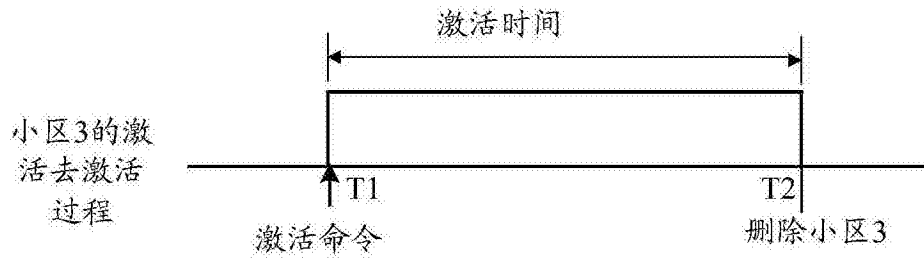 激活时间
小区3的激
活去激活
过程
T1
T2
激活命令
删除小区3